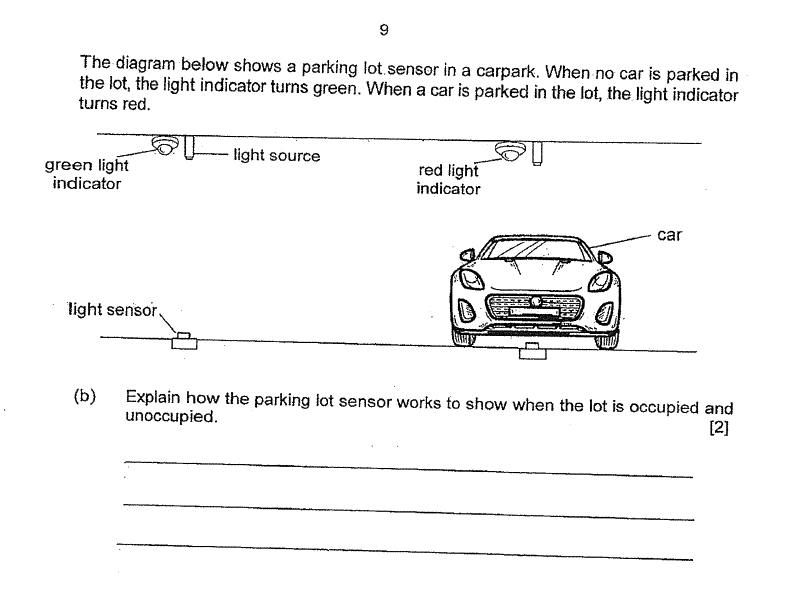 9
The diagram below shows a parking lot sensor in a carpark. When no car is parked in
the lot, the light indicator turns green. When a car is parked in the lot, the light indicator
turns red.
green light
indicator
light source
red light
indicator
car
light sensor
(b) Explain how the parking lot sensor works to show when the lot is occupied and
unoccupied.
[2]